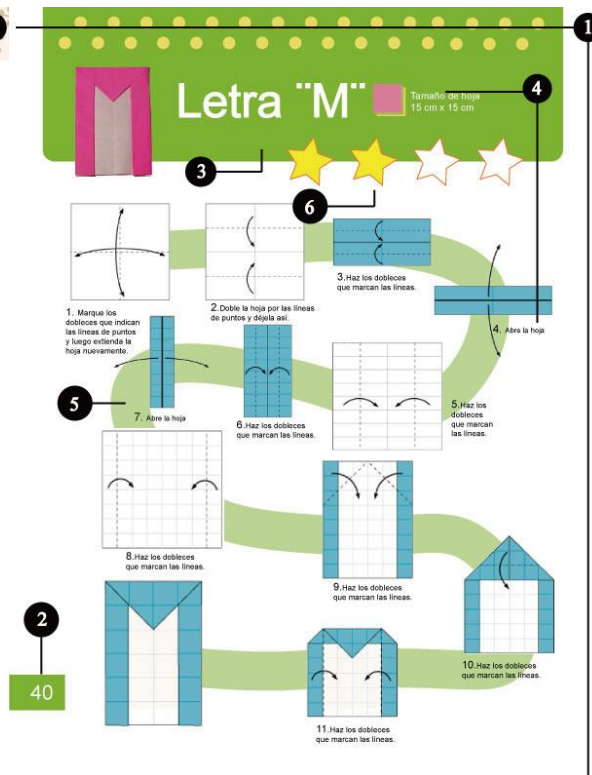 1
Letra ¨M¨
Tamaño de hoja
15 cm x 15 cm
4
3
6
1. Marque los
dobleces que indican
las líneas de puntos
y luego extienda la
hoja nuevamente.
2.Doble la hoja por las líneas
de puntos y déjela así.
3.Haz los dobleces
que marcan las líneas.
4. Abre la hoja
5.Haz los
dobleces
que marcan
las líneas.
6.Haz los dobleces
que marcan las líneas.
7. Abre la hoja
5
8.Haz los dobleces
que marcan las líneas.
9.Haz los dobleces
que marcan las líneas.
10.Haz los dobleces
que marcan las líneas.
11.Haz los dobleces
que marcan las líneas.
2
40